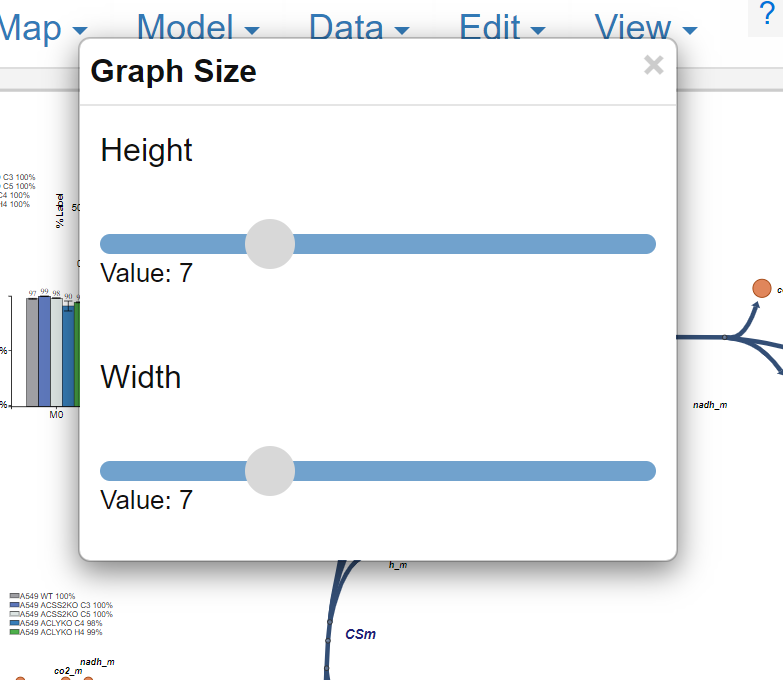 Map Model Data Edit View ?
Graph Size ×
Height
C3 100%
C5 100%
C4 100%
H4 100%
% Label
50
Value: 7
97 99 98 90
%
Width
%
M0
nadh_m
Value: 7
h_m
A549 WT 100%
A549 ACSS2KO C3 100%
A549 ACSS2KO C5 100%
A549 ACLYKO C4 98%
A549 ACLYKO H4 99%
CSm
nadh_m
co2_m